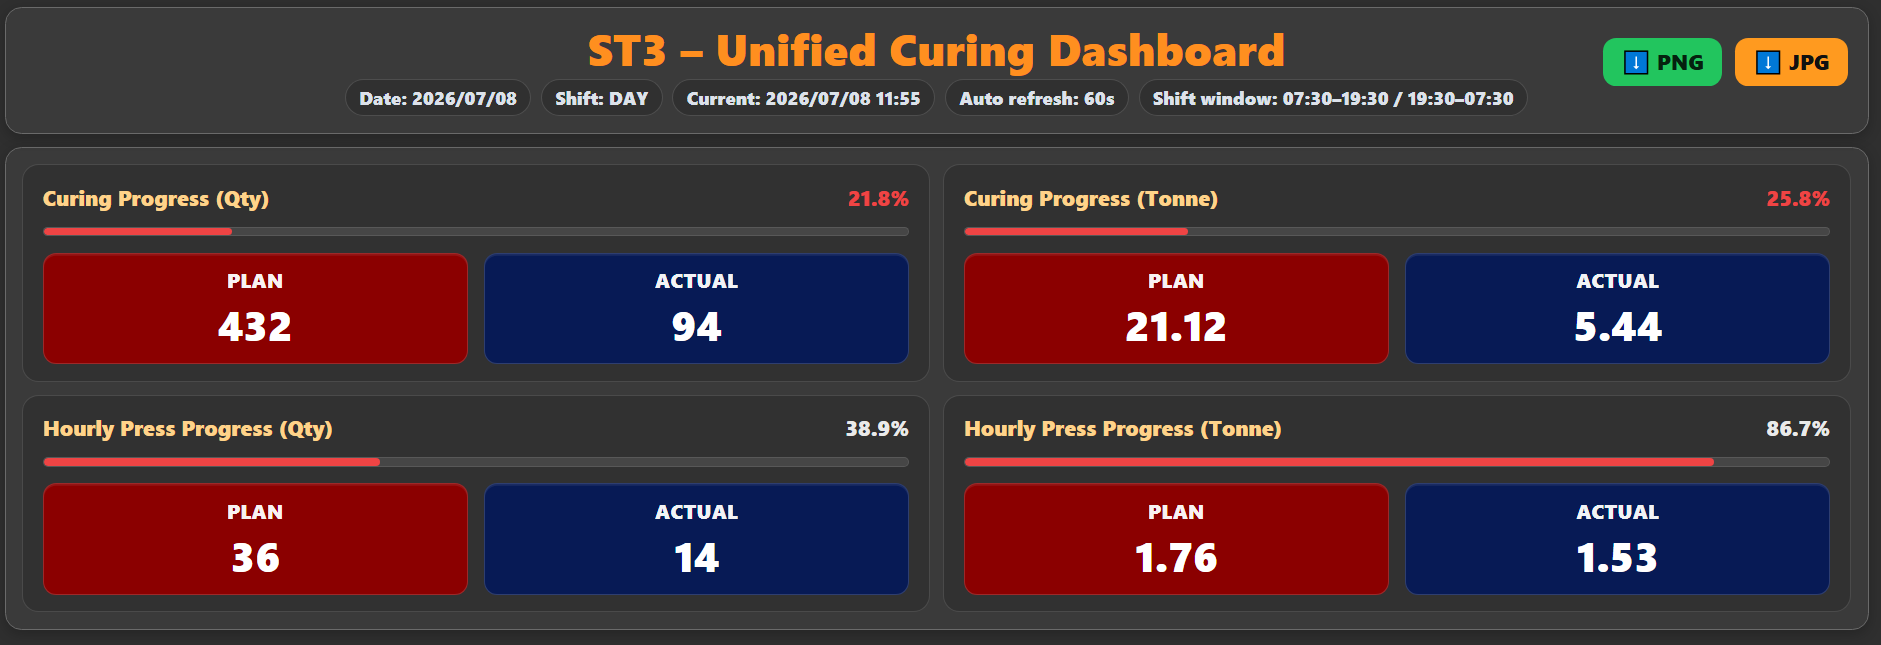 ST3 – Unified Curing Dashboard
Date: 2026/07/08 Shift: DAY Current: 2026/07/08 11:55 Auto refresh: 60s Shift window: 07:30–19:30 / 19:30–07:30
⬇️ PNG ⬇️ JPG
Curing Progress (Qty) 21.8%
PLAN ACTUAL
432 94
Curing Progress (Tonne) 25.8%
PLAN ACTUAL
21.12 5.44
Hourly Press Progress (Qty) 38.9%
PLAN ACTUAL
36 14
Hourly Press Progress (Tonne) 86.7%
PLAN ACTUAL
1.76 1.53